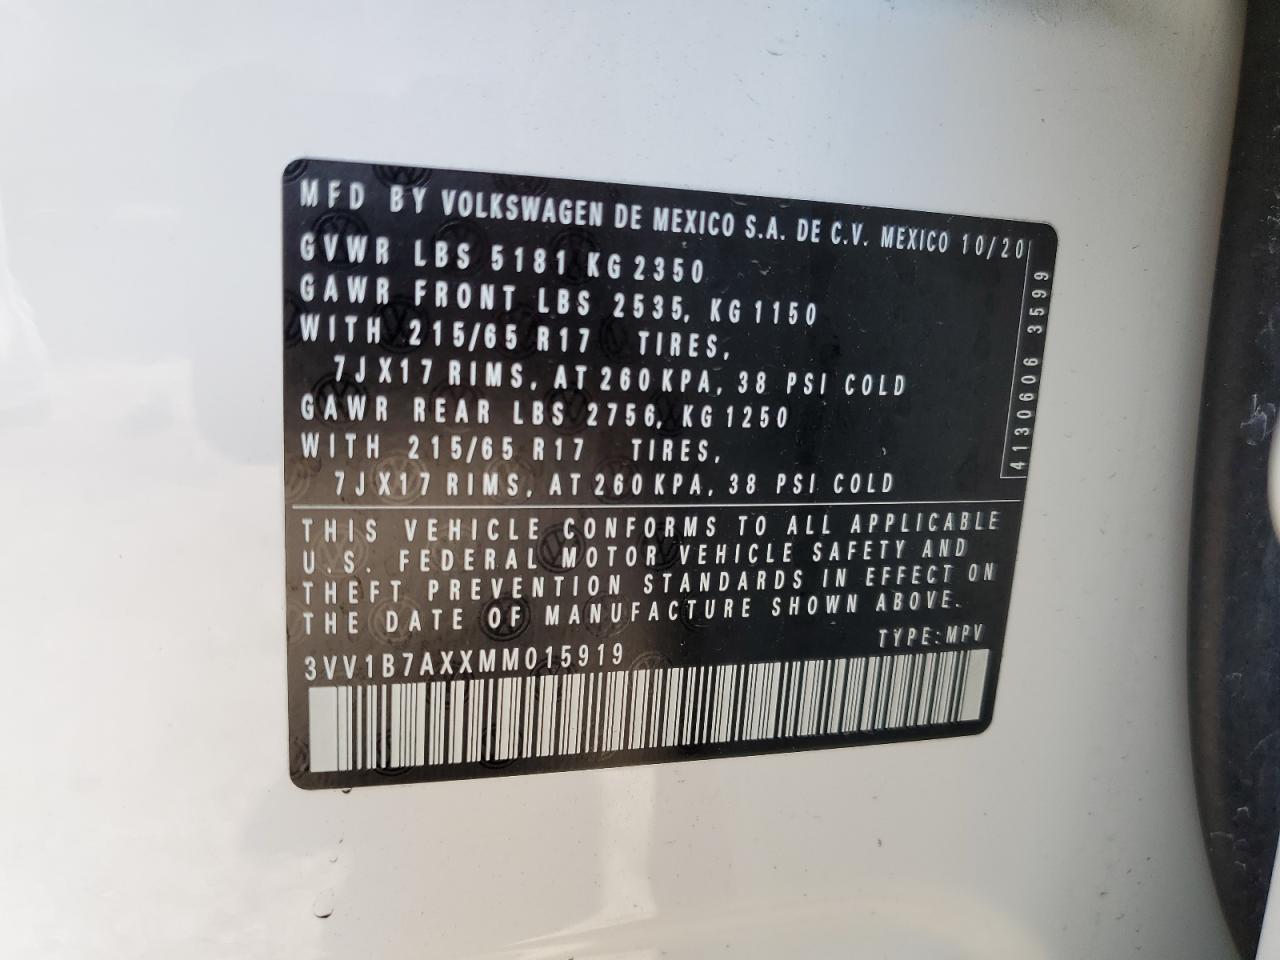 MFD BY VOLKSWAGEN DE MEXICO S.A. DE C.V. MEXICO 10/20
GVWR LBS 5181 KG 2350
GAWR FRONT LBS 2535, KG 1150
WITH 215/65 R17 TIRES,
7JX17 RIMS, AT 260 KPA, 38 PSI COLD
GAWR REAR LBS 2756, KG 1250
WITH 215/65 R17 TIRES,
7JX17 RIMS, AT 260 KPA, 38 PSI COLD
4130606 3599
THIS VEHICLE CONFORMS TO ALL APPLICABLE
U.S. FEDERAL MOTOR VEHICLE SAFETY AND
THEFT PREVENTION STANDARDS IN EFFECT ON
THE DATE OF MANUFACTURE SHOWN ABOVE.
TYPE: MPV
3VV1B7AXXMM015919